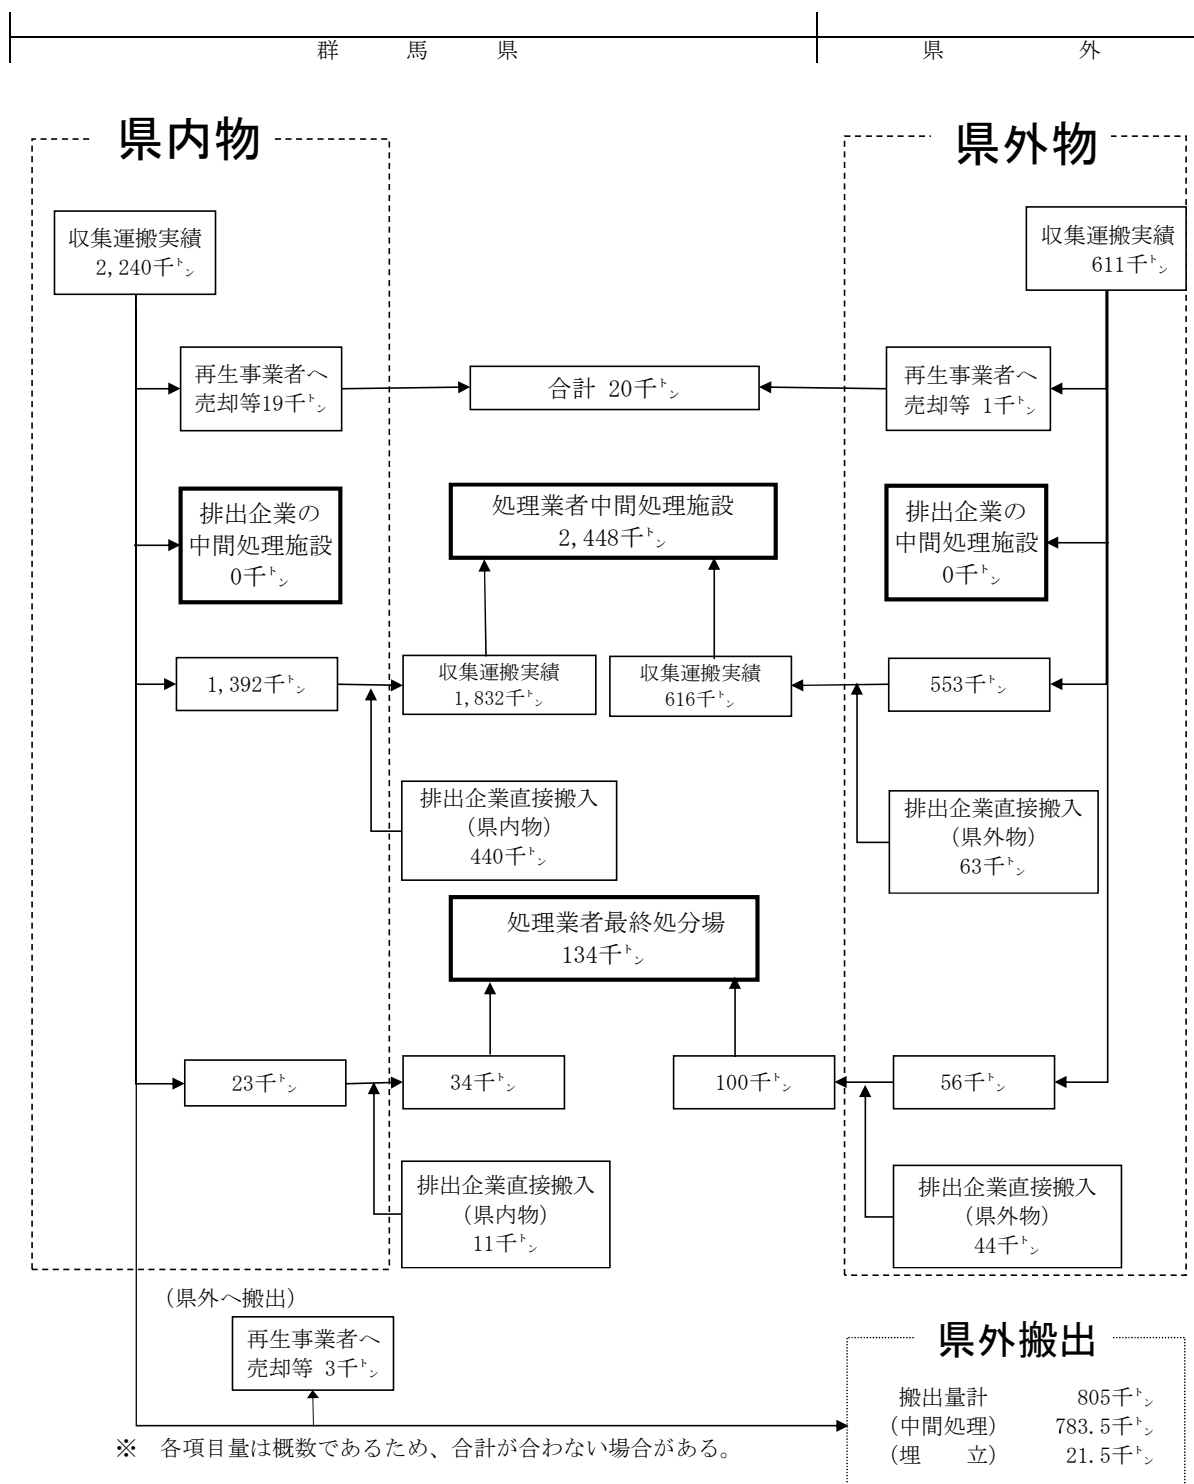 群馬県
県外
県内物
県外物
収集運搬実績
2,240千㌧
収集運搬実績
611千㌧
再生事業者へ
売却等19千㌧
合計 20千㌧
再生事業者へ
売却等 1千㌧
排出企業の
中間処理施設
0千㌧
処理業者中間処理施設
2,448千㌧
排出企業の
中間処理施設
0千㌧
1,392千㌧
収集運搬実績
1,832千㌧
収集運搬実績
616千㌧
553千㌧
排出企業直接搬入
(県内物)
440千㌧
排出企業直接搬入
(県外物)
63千㌧
処理業者最終処分場
134千㌧
23千㌧
34千㌧
100千㌧
56千㌧
排出企業直接搬入
(県内物)
11千㌧
排出企業直接搬入
(県外物)
44千㌧
(県外へ搬出)
再生事業者へ
売却等 3千㌧
県外搬出
搬出量計 805千㌧
(中間処理) 783.5千㌧
(埋 立) 21.5千㌧
※ 各項目量は概数であるため、合計が合わない場合がある。